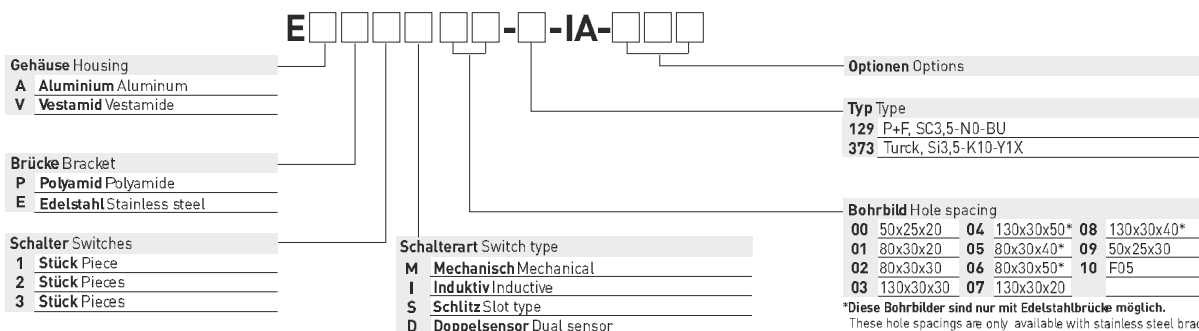 E□□□□ □□-□-IA-□□□
Gehäuse Housing
A Aluminium Aluminum
V Vestamid Vestamide
Brücke Bracket
P Polyamid Polyamide
E Edelstahl Stainless steel
Schalter Switches
1 Stück Piece
2 Stück Pieces
3 Stück Pieces
Schalterart Switch type
M Mechanisch Mechanical
I Induktiv Inductive
S Schlitz Slot type
D Doppelsensor Dual sensor
Optionen Options
Typ Type
129 P+F, SC3,5-N0-BU
373 Turck, Si3,5-K10-Y1X
Bohrbild Hole spacing
00 50x25x20 04 130x30x50* 08 130x30x40*
01 80x30x20 05 80x30x40* 09 50x25x30
02 80x30x30 06 80x30x50* 10 F05
03 130x30x30 07 130x30x20
*Diese Bohrbilder sind nur mit Edelstahlbrücke möglich.
These hole spacings are only available with stainless steel